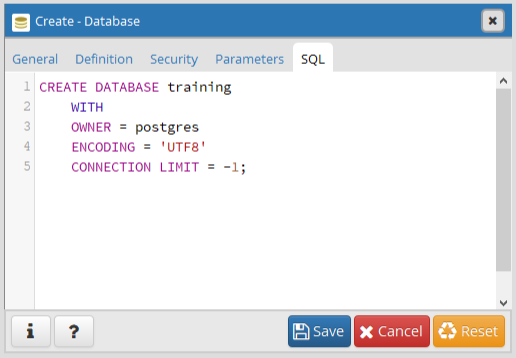 Create - Database
General Definition Security Parameters SQL
1 CREATE DATABASE training
2 WITH
3 OWNER = postgres
4 ENCODING = 'UTF8'
5 CONNECTION LIMIT = -1;
i ? Save Cancel Reset